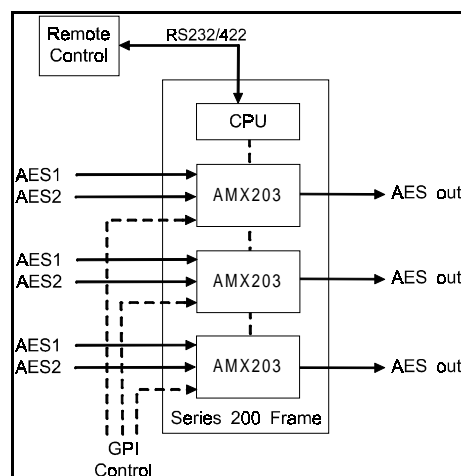 Remote
Control
RS232/422
CPU
AES1
AES2
AMX203
AES out
AES1
AES2
AMX203
AES out
AES1
AES2
AMX203
AES out
Series 200 Frame
GPI
Control